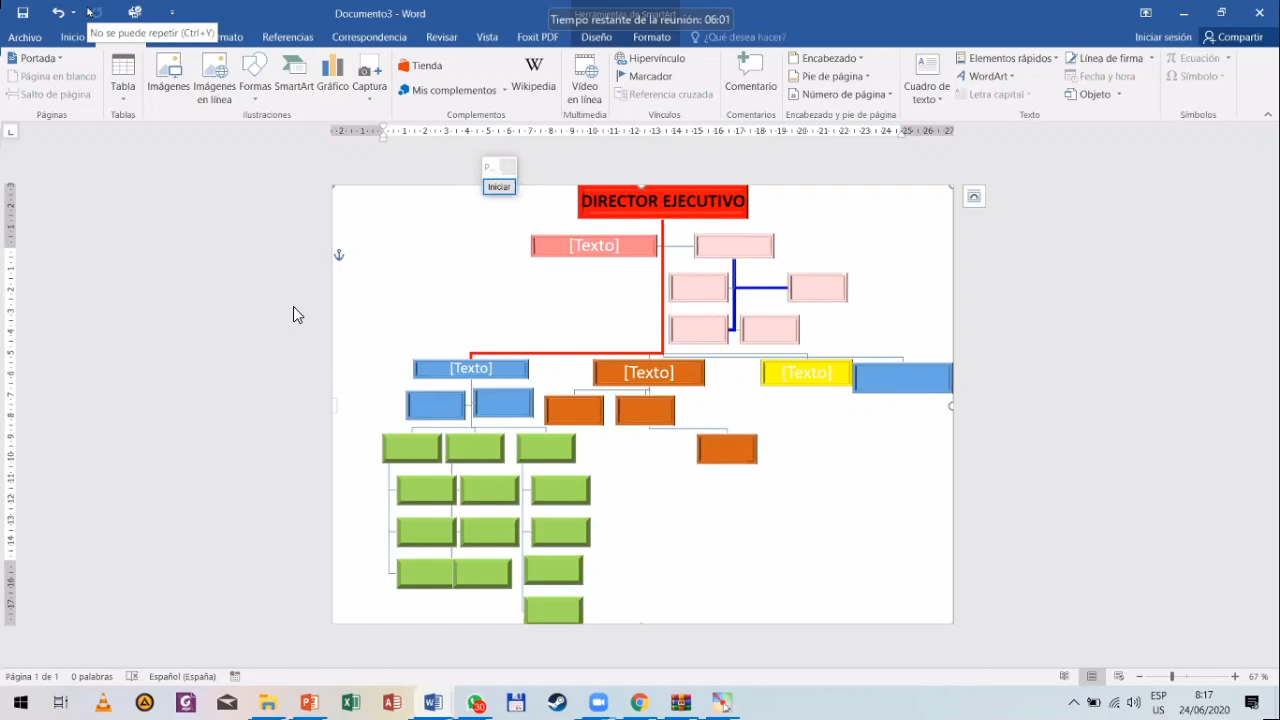 Documento3 - Word
Herramientas de SmartArt
Tiempo restante de la reunión: 06:01
No se puede repetir (Ctrl+Y)
Archivo
Inicio
Referencias
Correspondencia
Revisar
Vista
Foxit PDF
Diseño
Formato
¿Qué desea hacer?
Iniciar sesión
Compartir
Portada
Página en blanco
Salto de página
Páginas
Tabla
Tablas
Imágenes
Imágenes en línea
Formas
SmartArt
Gráfico
Captura
Ilustraciones
Tienda
Mis complementos
Wikipedia
Complementos
Vídeo en línea
Multimedia
Hipervínculo
Marcador
Referencia cruzada
Vínculos
Comentario
Comentarios
Encabezado
Pie de página
Número de página
Encabezado y pie de página
Cuadro de texto
Elementos rápidos
WordArt
Letra capital
Línea de firma
Fecha y hora
Objeto
Texto
Ecuación
Símbolo
Símbolos
P...
Iniciar
DIRECTOR EJECUTIVO
[Texto]
[Texto]
[Texto]
[Texto]
Página 1 de 1
0 palabras
Español (España)
67 %
30
ESP
US
8:17
24/06/2020